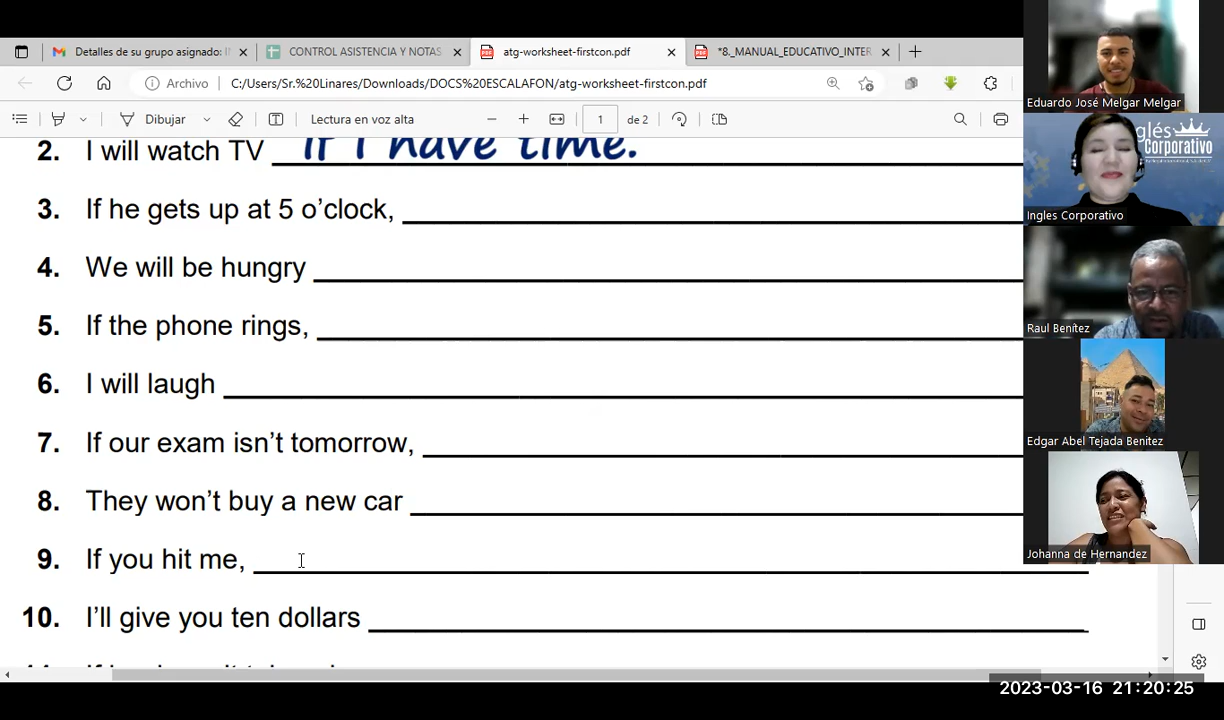 Detalles de su grupo asignado: I
CONTROL ASISTENCIA Y NOTAS
atg-worksheet-firstcon.pdf
*8._MANUAL_EDUCATIVO_INTER
Archivo
C:/Users/Sr.%20Linares/Downloads/DOCS%20ESCALAFON/atg-worksheet-firstcon.pdf
Dibujar
Lectura en voz alta
1
de 2
2. I will watch TV if I have time.
3. If he gets up at 5 o’clock,
4. We will be hungry
5. If the phone rings,
6. I will laugh
7. If our exam isn’t tomorrow,
8. They won’t buy a new car
9. If you hit me,
10. I’ll give you ten dollars
Eduardo José Melgar Melgar
glés
Corporativo
Ingles Corporativo
Raul Benítez
Edgar Abel Tejada Benitez
Johanna de Hernandez
2023-03-16 21:20:25